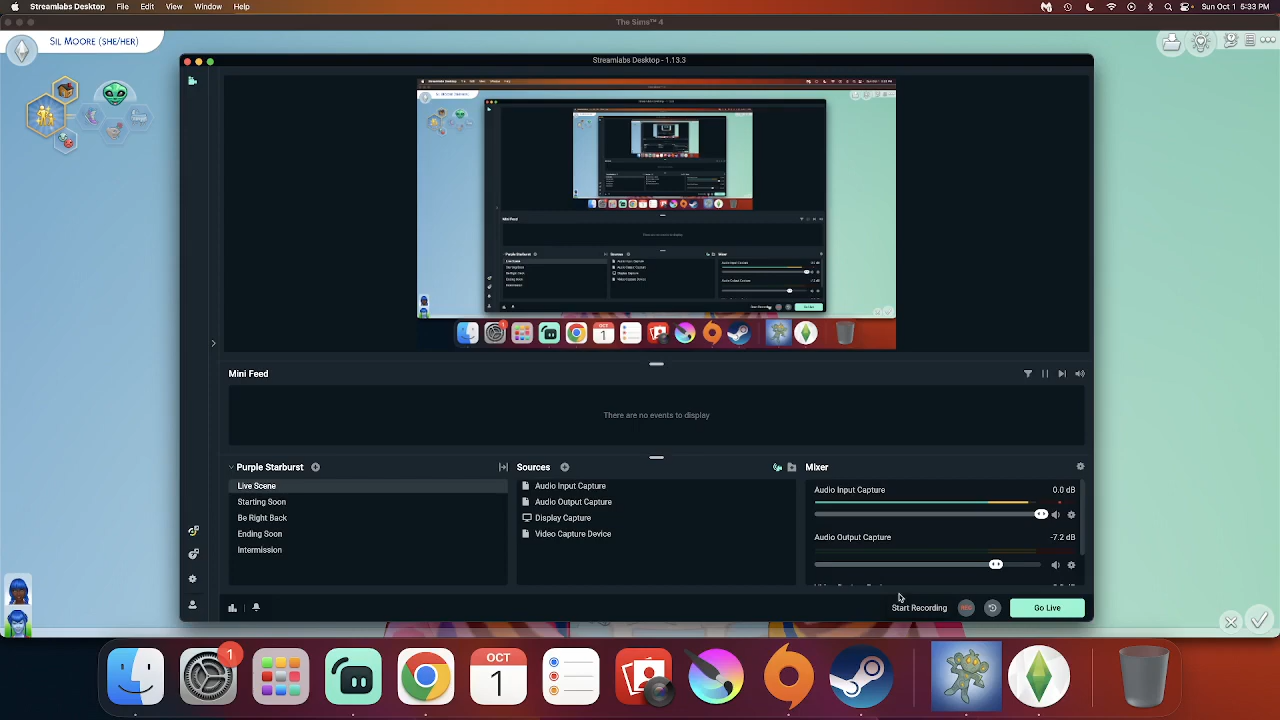 Streamlabs Desktop File Edit View Window Help Sun Oct 1 5:33 PM
The Sims™ 4
SIL MOORE (SHE/HER)
Streamlabs Desktop - 1.13.3
Mini Feed
There are no events to display
Purple Starburst
Live Scene
Starting Soon
Be Right Back
Ending Soon
Intermission
Sources
Audio Input Capture
Audio Output Capture
Display Capture
Video Capture Device
Mixer
Audio Input Capture 0.0 dB
Audio Output Capture -7.2 dB
Start Recording REC Go Live
1
OCT
1